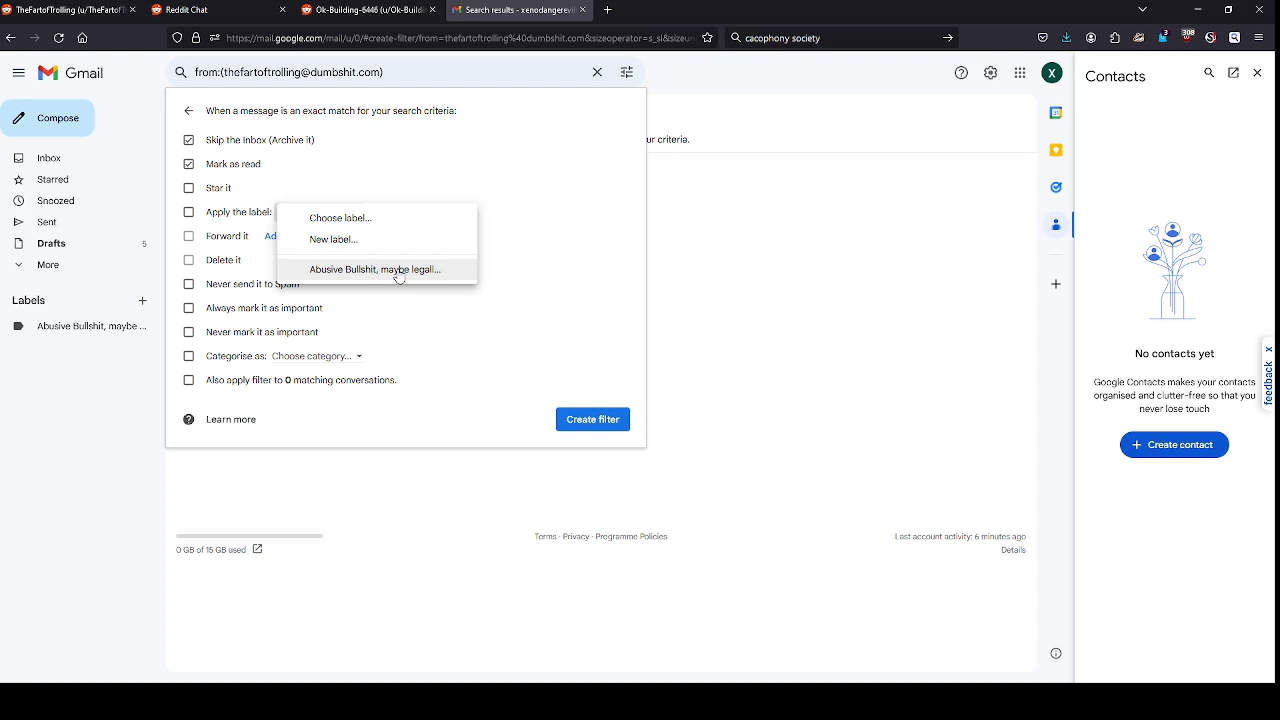 TheFartofTrolling (u/TheFartofT
Reddit Chat
Ok-Building-6446 (u/Ok-Buildi
Search results - xenodangerevil
https://mail.google.com/mail/u/0/#create-filter/from=thefartoftrolling%40dumbshit.com&sizeoperator=s_sl&sizeun
cacophony society
308
Gmail
from:(thefartoftrolling@dumbshit.com)
X
Contacts
Compose
When a message is an exact match for your search criteria:
Skip the Inbox (Archive it)
ur criteria.
Inbox
Mark as read
Starred
Star it
Snoozed
Apply the label:
Choose label...
Sent
Forward it Ad
New label...
Drafts 5
Delete it
More
Abusive Bullshit, maybe legall...
Never send it to Spam
Labels
Always mark it as important
Abusive Bullshit, maybe ...
Never mark it as important
Categorise as: Choose category...
No contacts yet
Also apply filter to 0 matching conversations.
Google Contacts makes your contacts
organised and clutter-free so that you
never lose touch
feedback x
Learn more
Create filter
Create contact
Terms · Privacy · Programme Policies
Last account activity: 6 minutes ago
0 GB of 15 GB used
Details